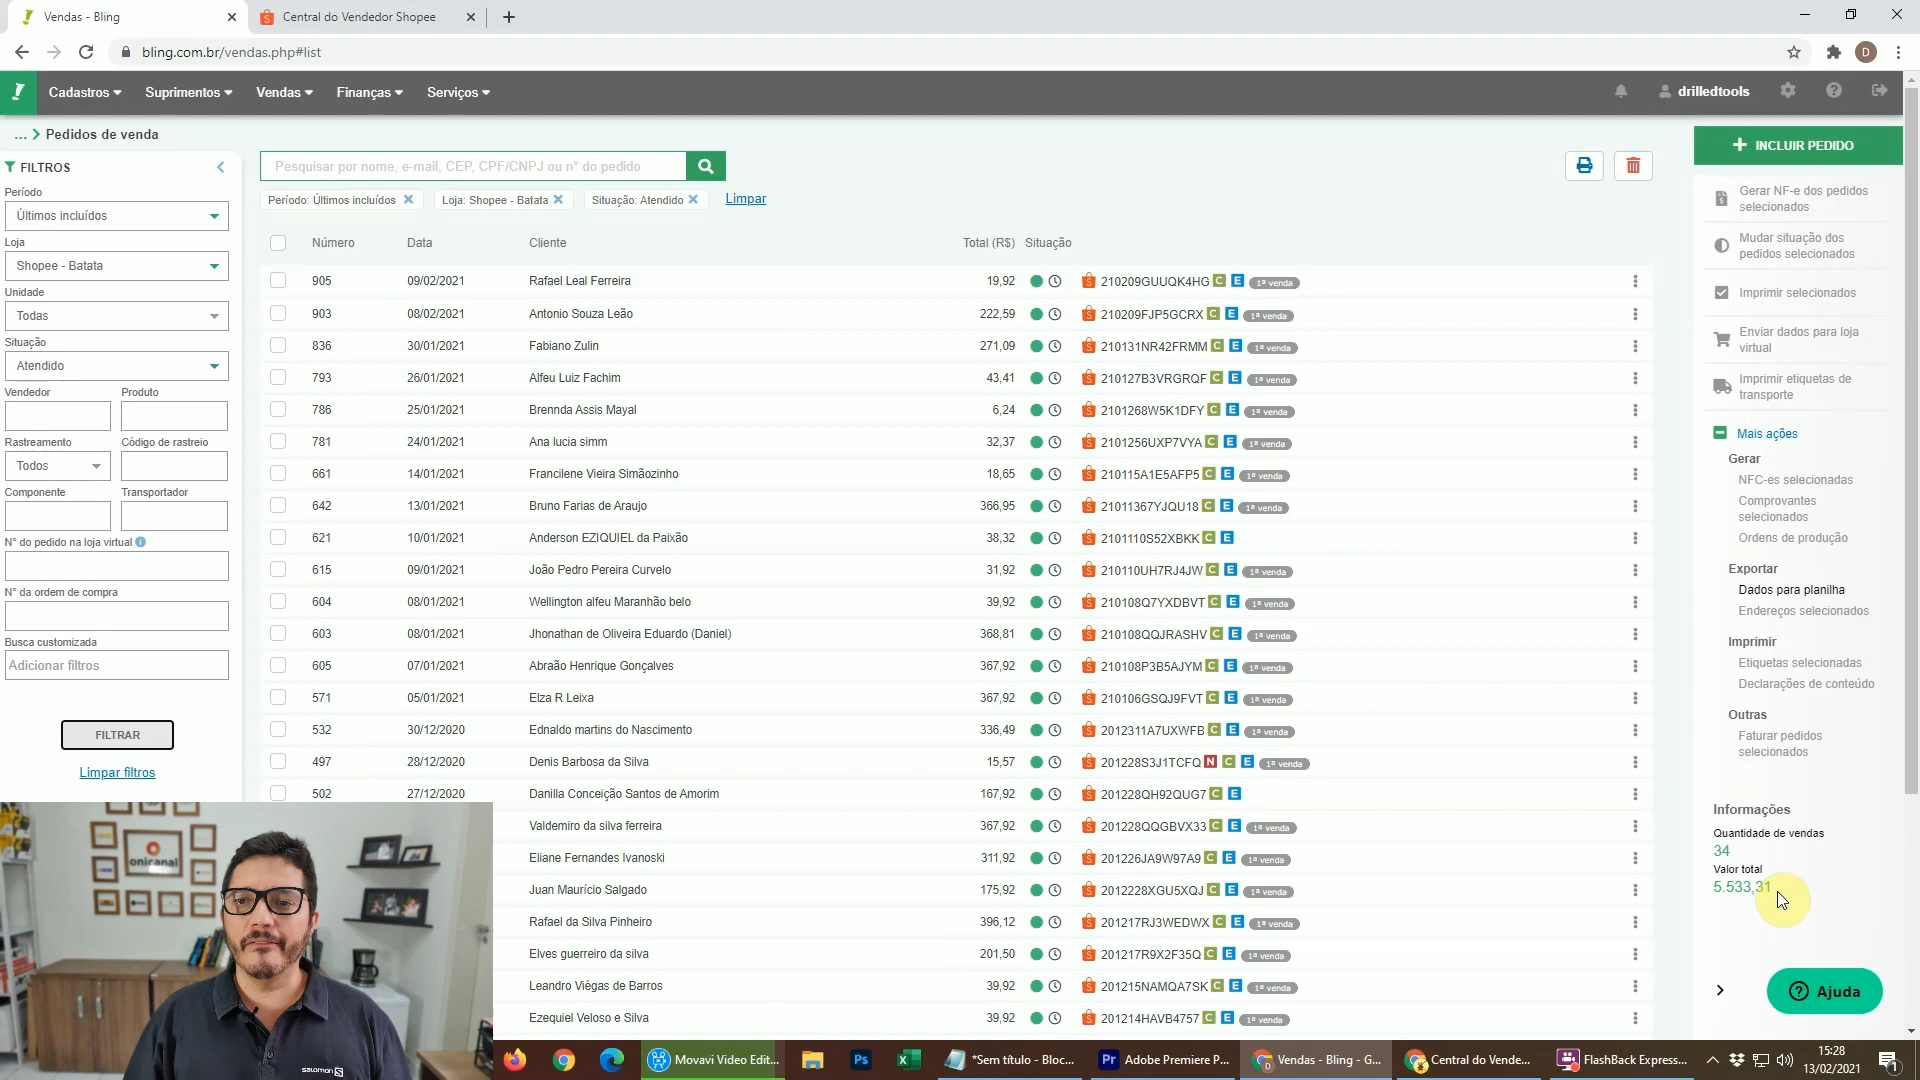 Vendas - Bling
Central do Vendedor Shopee
bling.com.br/vendas.php#list
D
Cadastros
Suprimentos
Vendas
Finanças
Serviços
drilledtools
... > Pedidos de venda
FILTROS
Período
Últimos incluídos
Loja
Shopee - Batata
Unidade
Todas
Situação
Atendido
Vendedor Produto
Rastreamento Código de rastreio
Todos
Componente Transportador
N° do pedido na loja virtual
N° da ordem de compra
Busca customizada
Adicionar filtros
FILTRAR
Limpar filtros
Pesquisar por nome, e-mail, CEP, CPF/CNPJ ou n° do pedido
Período: Últimos incluídos Loja: Shopee - Batata Situação: Atendido Limpar
Número Data Cliente Total (R$) Situação
905 09/02/2021 Rafael Leal Ferreira 19,92 210209GUUQK4HG C E 1ª venda
903 08/02/2021 Antonio Souza Leão 222,59 210209FJP5GCRX C E 1ª venda
836 30/01/2021 Fabiano Zulin 271,09 210131NR42FRMM C E 1ª venda
793 26/01/2021 Alfeu Luiz Fachim 43,41 210127B3VRGRQF C E 1ª venda
786 25/01/2021 Brennda Assis Mayal 6,24 2101268W5K1DFY C E 1ª venda
781 24/01/2021 Ana lucia simm 32,37 2101256UXP7VYA C E 1ª venda
661 14/01/2021 Francilene Vieira Simãozinho 18,65 210115A1E5AFP5 C E 1ª venda
642 13/01/2021 Bruno Farias de Araujo 366,95 21011367YJQU18 C E 1ª venda
621 10/01/2021 Anderson EZIQUIEL da Paixão 38,32 2101110S52XBKK C E
615 09/01/2021 João Pedro Pereira Curvelo 31,92 210110UH7RJ4JW C E 1ª venda
604 08/01/2021 Wellington alfeu Maranhão belo 39,92 210108Q7YXDBVT C E 1ª venda
603 08/01/2021 Jhonathan de Oliveira Eduardo (Daniel) 368,81 210108QQJRASHV C E 1ª venda
605 07/01/2021 Abraão Henrique Gonçalves 367,92 210108P3B5AJYM C E 1ª venda
571 05/01/2021 Elza R Leixa 367,92 210106GSQJ9FVT C E 1ª venda
532 30/12/2020 Ednaldo martins do Nascimento 336,49 2012311A7UXWFB C E 1ª venda
497 28/12/2020 Denis Barbosa da Silva 15,57 201228S3J1TCFQ N C E 1ª venda
502 27/12/2020 Danilla Conceição Santos de Amorim 167,92 201228QH92QUG7 C E
Valdemiro da silva ferreira 367,92 201228QQGBVX33 C E 1ª venda
Eliane Fernandes Ivanoski 311,92 201226JA9W97A9 C E 1ª venda
Juan Maurício Salgado 175,92 2012228XGU5XQJ C E 1ª venda
Rafael da Silva Pinheiro 396,12 201217RJ3WEDWX C E 1ª venda
Elves guerreiro da silva 201,50 201217R9X2F35Q C E 1ª venda
Leandro Viégas de Barros 39,92 201215NAMQA7SK C E 1ª venda
Ezequiel Veloso e Silva 39,92 201214HAVB4757 C E 1ª venda
INCLUIR PEDIDO
Gerar NF-e dos pedidos
selecionados
Mudar situação dos
pedidos selecionados
Imprimir selecionados
Enviar dados para loja
virtual
Imprimir etiquetas de
transporte
Mais ações
Gerar
NFC-es selecionadas
Comprovantes
selecionados
Ordens de produção
Exportar
Dados para planilha
Endereços selecionados
Imprimir
Etiquetas selecionadas
Declarações de conteúdo
Outras
Faturar pedidos
selecionados
Informações
Quantidade de vendas
34
Valor total
5.533,31
Ajuda
onicanal
salomon
Movavi Video Edit...
Ps
*Sem título - Bloc...
Pr
Adobe Premiere P...
Vendas - Bling - G...
Central do Vende...
FlashBack Express...
15:28
13/02/2021
1